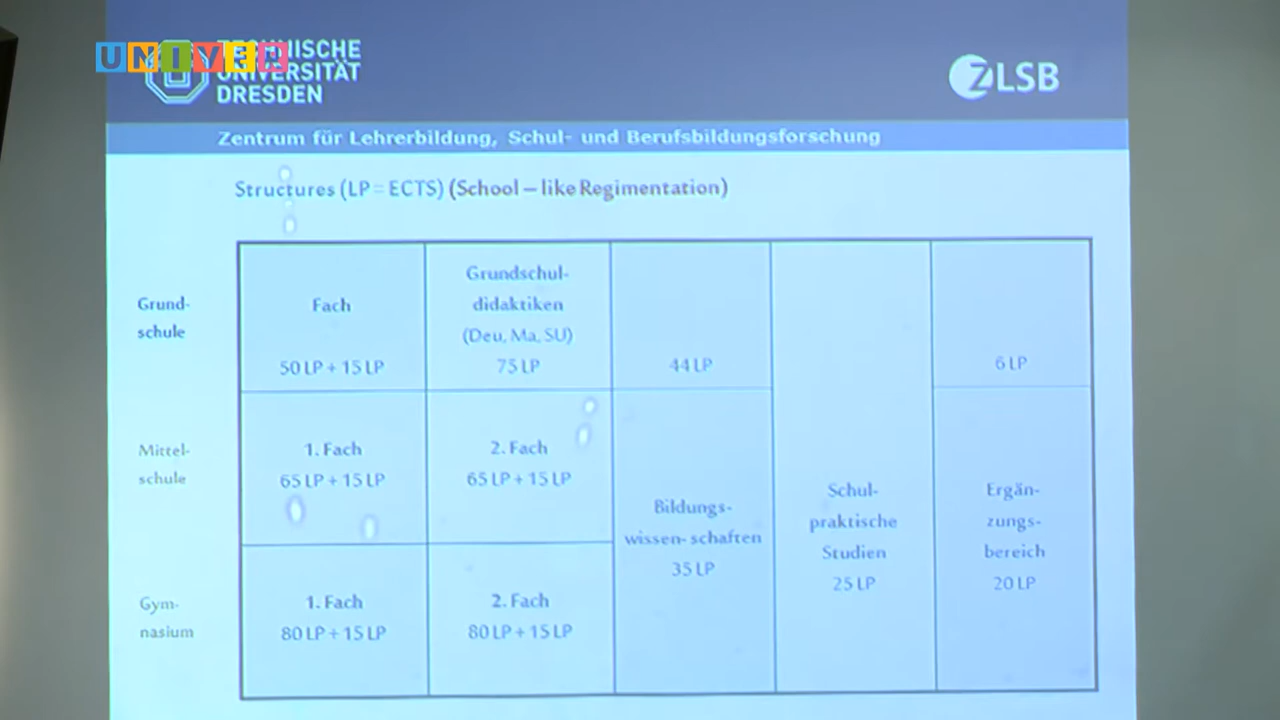 UNIVER
TECHNISCHE
UNIVERSITÄT
DRESDEN
ZLSB
Zentrum für Lehrerbildung, Schul- und Berufsbildungsforschung
Structures (LP = ECTS) (School – like Regimentation)
Grund-
schule
Fach
50 LP + 15 LP
Grundschul-
didaktiken
(Deu, Ma, SU)
75 LP
44 LP
6 LP
Mittel-
schule
1. Fach
65 LP + 15 LP
2. Fach
65 LP + 15 LP
Bildungs-
wissen- schaften
35 LP
Schul-
praktische
Studien
25 LP
Ergän-
zungs-
bereich
20 LP
Gym-
nasium
1. Fach
80 LP + 15 LP
2. Fach
80 LP + 15 LP